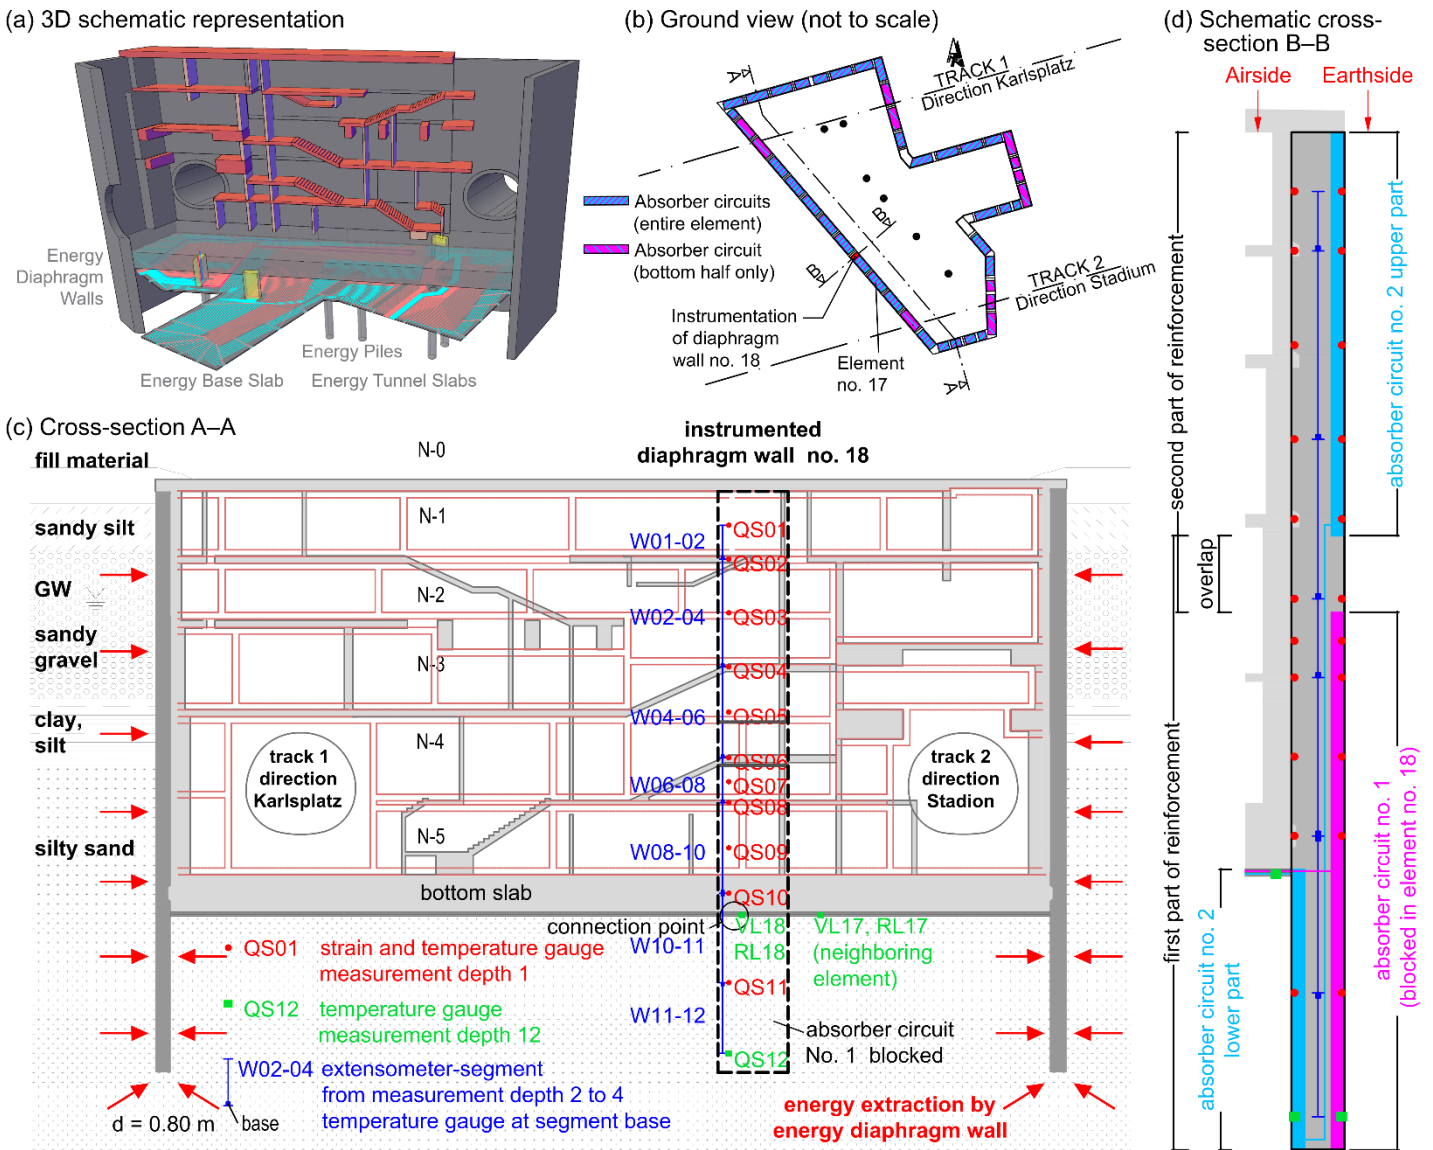 (a) 3D schematic representation
Energy
Diaphragm
Walls
Energy Piles
Energy Base Slab
Energy Tunnel Slabs
(b) Ground view (not to scale)
A
TRACK 1
Direction Karlsplatz
Absorber circuits
(entire element)
Absorber circuit
(bottom half only)
B
B
TRACK 2
Direction Stadium
Instrumentation
of diaphragm
wall no. 18
Element
no. 17
A
(c) Cross-section A–A
instrumented
diaphragm wall no. 18
fill material
sandy silt
GW
sandy
gravel
clay,
silt
silty sand
N-0
N-1
N-2
N-3
N-4
N-5
track 1
direction
Karlsplatz
track 2
direction
Stadion
W01-02
W02-04
W04-06
W06-08
W08-10
W10-11
W11-12
QS01
QS02
QS03
QS04
QS05
QS06
QS07
QS08
QS09
QS10
QS11
QS12
bottom slab
connection point
VL18
RL18
VL17, RL17
(neighboring
element)
absorber circuit
No. 1 blocked
QS01 strain and temperature gauge
measurement depth 1
QS12 temperature gauge
measurement depth 12
W02-04 extensometer-segment
from measurement depth 2 to 4
temperature gauge at segment base
base
d = 0.80 m
energy extraction by
energy diaphragm wall
(d) Schematic cross-
section B–B
Airside
Earthside
second part of reinforcement
overlap
first part of reinforcement
absorber circuit no. 2 upper part
absorber circuit no. 1
(blocked in element no. 18)
absorber circuit no. 2
lower part